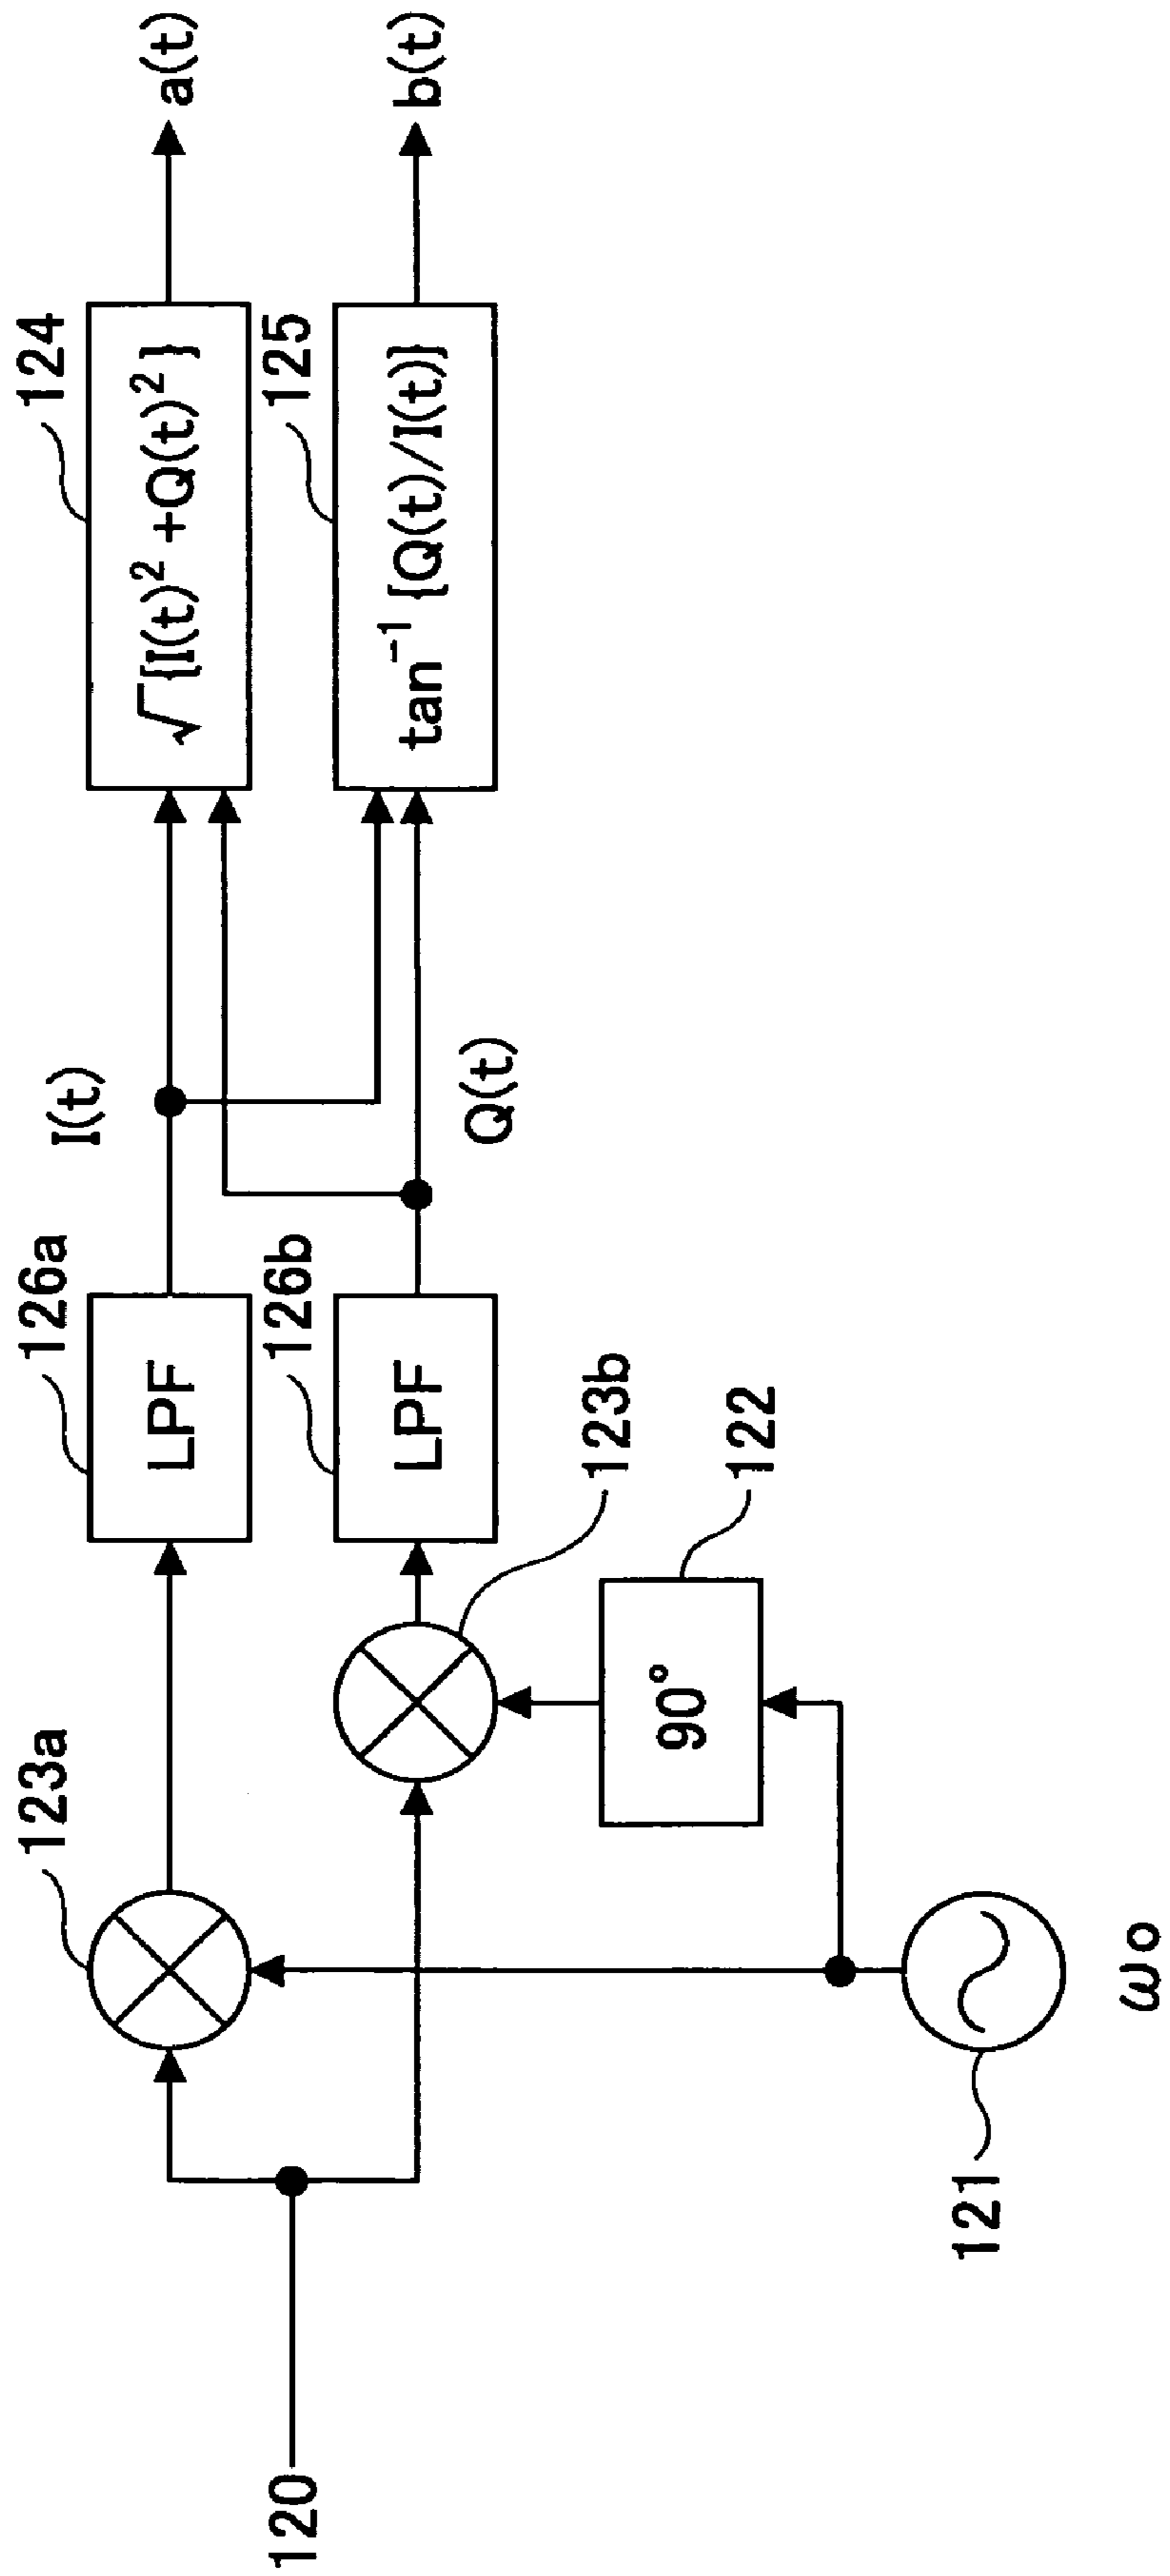 123a
126a
I(t)
124
√{I(t)² +Q(t)² }
a(t)
120
126b
125
LPF
LPF
Q(t)
tan⁻¹ {Q(t)/I(t)}
b(t)
123b
90°
122
121
ωo